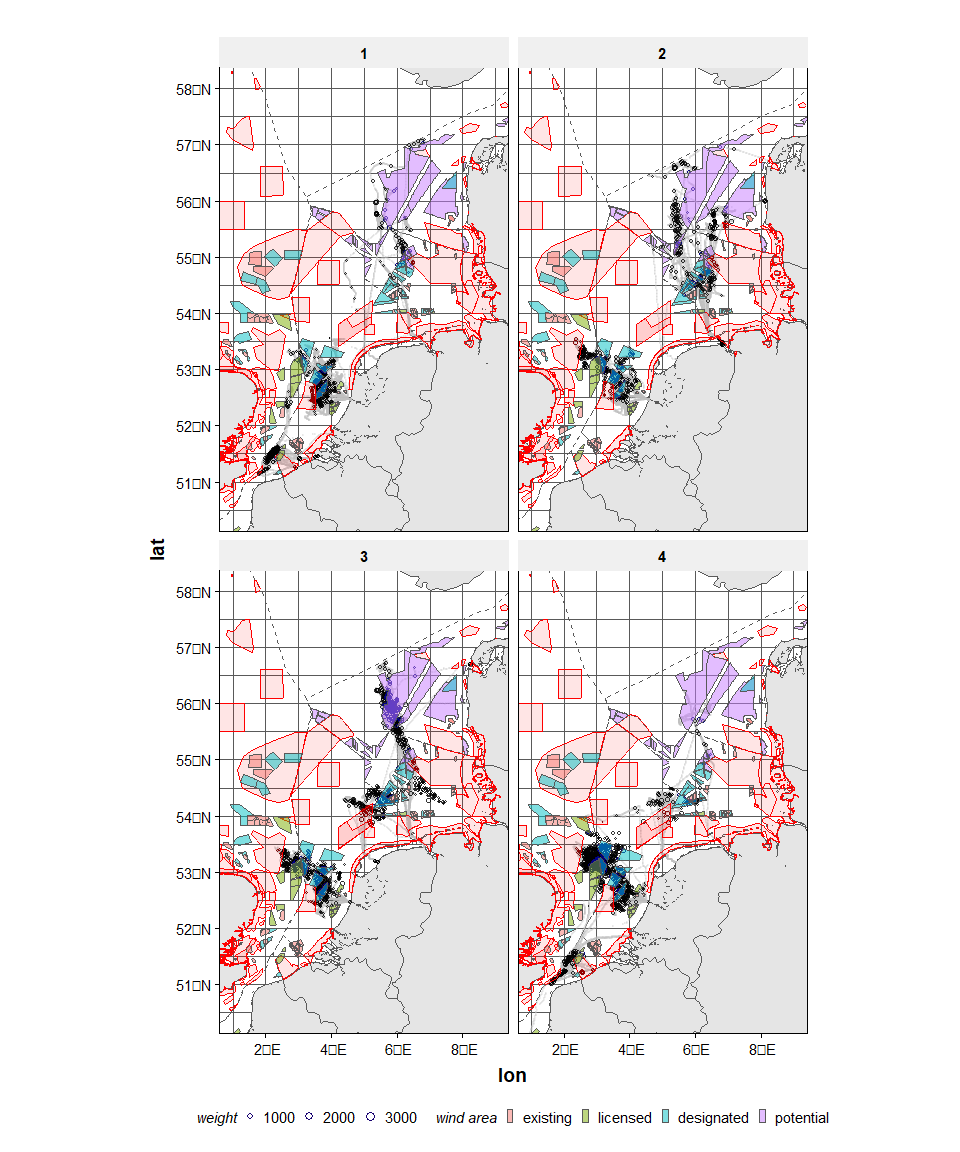 1 2
58□N
57□N
56□N
55□N
54□N
53□N
52□N
51□N
lat
3 4
58□N
57□N
56□N
55□N
54□N
53□N
52□N
51□N
2□E 4□E 6□E 8□E 2□E 4□E 6□E 8□E
lon
weight 1000 2000 3000 wind area existing licensed designated potential